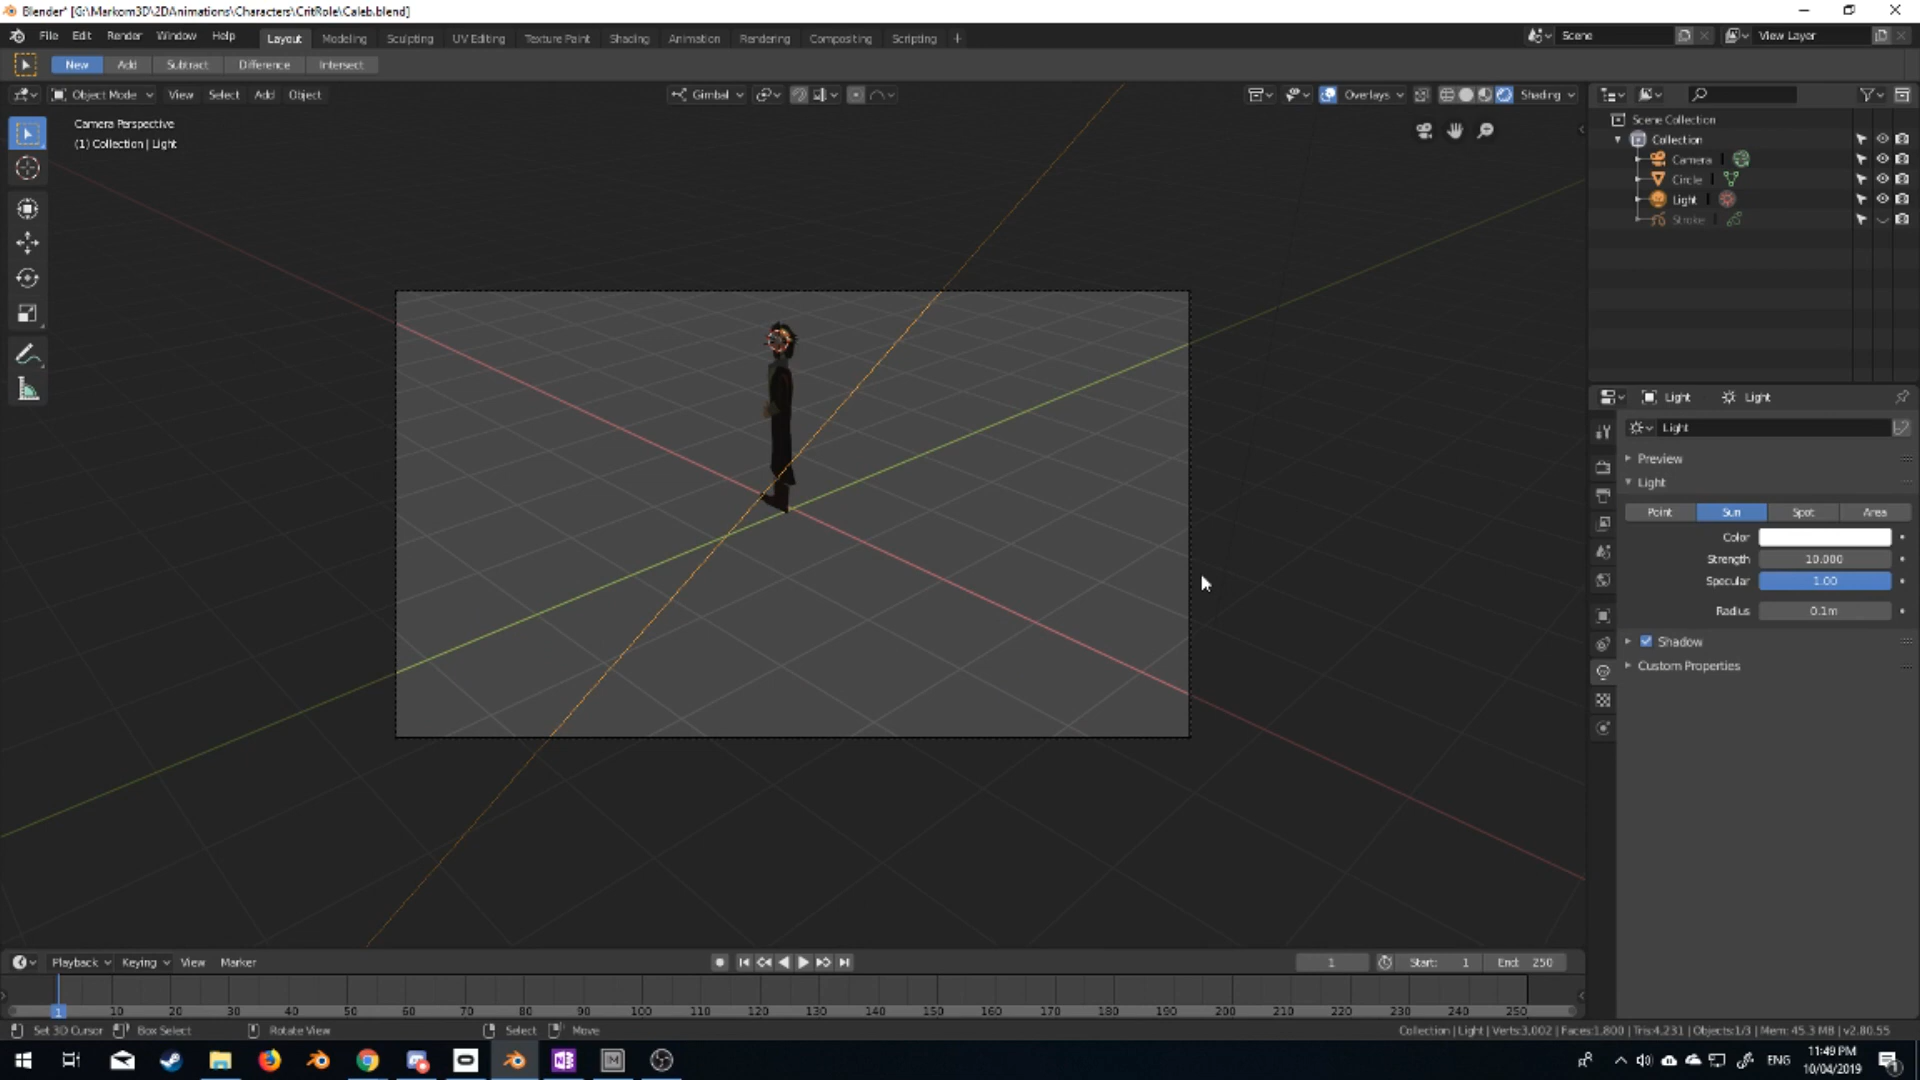 Blender* [G:\Markom3D\2DAnimations\Characters\CritRole\Caleb.blend]
File Edit Render Window Help Layout Modeling Sculpting UV Editing Texture Paint Shading Animation Rendering Compositing Scripting + Scene View Layer
New Add Subtract Difference Intersect
Object Mode View Select Add Object Gimbal Overlays Shading
Camera Perspective
(1) Collection | Light
Scene Collection
Collection
Camera
Circle
Light
Stroke
Light Light
Light
Preview
Light
Point Sun Spot Area
Color
Strength 10.000
Specular 1.00
Radius 0.1m
Shadow
Custom Properties
Playback Keying View Marker 1 Start: 1 End: 250
1 10 20 30 40 50 60 70 80 90 100 110 120 130 140 150 160 170 180 190 200 210 220 230 240 250
Set 3D Cursor Box Select Rotate View Select Move Collection | Light | Verts:3,002 | Faces:1,800 | Tris:4,231 | Objects:1/3 | Mem: 45.3 MB | v2.80.55
ENG 11:49 PM
10/04/2019